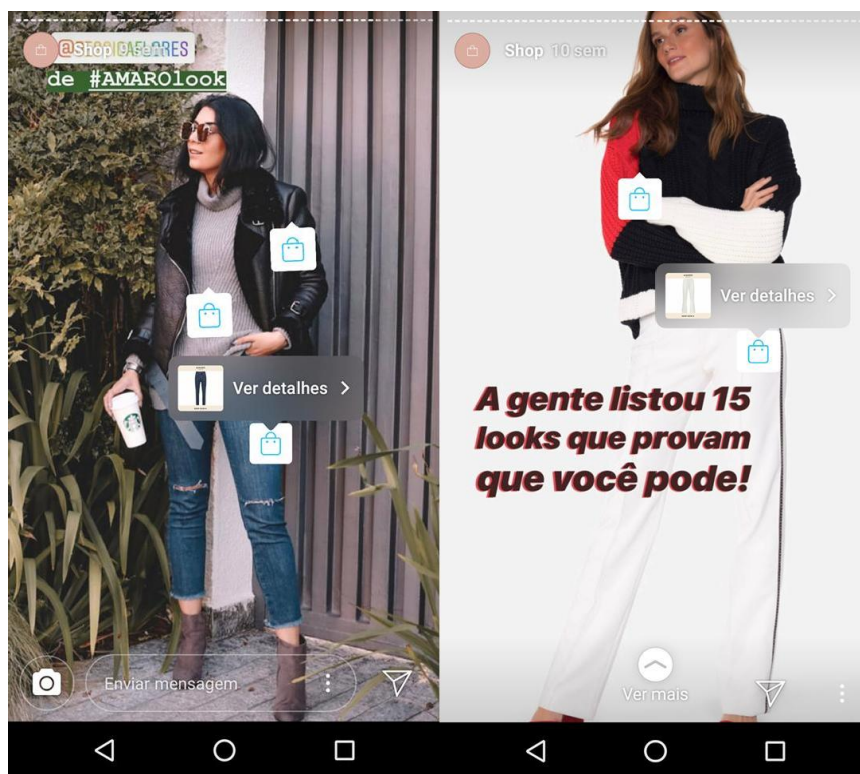 Shop
de #AMAROlook
Ver detalhes
Enviar mensagem
Shop 10 sem
Ver detalhes
A gente listou 15
looks que provam
que você pode!
Ver mais